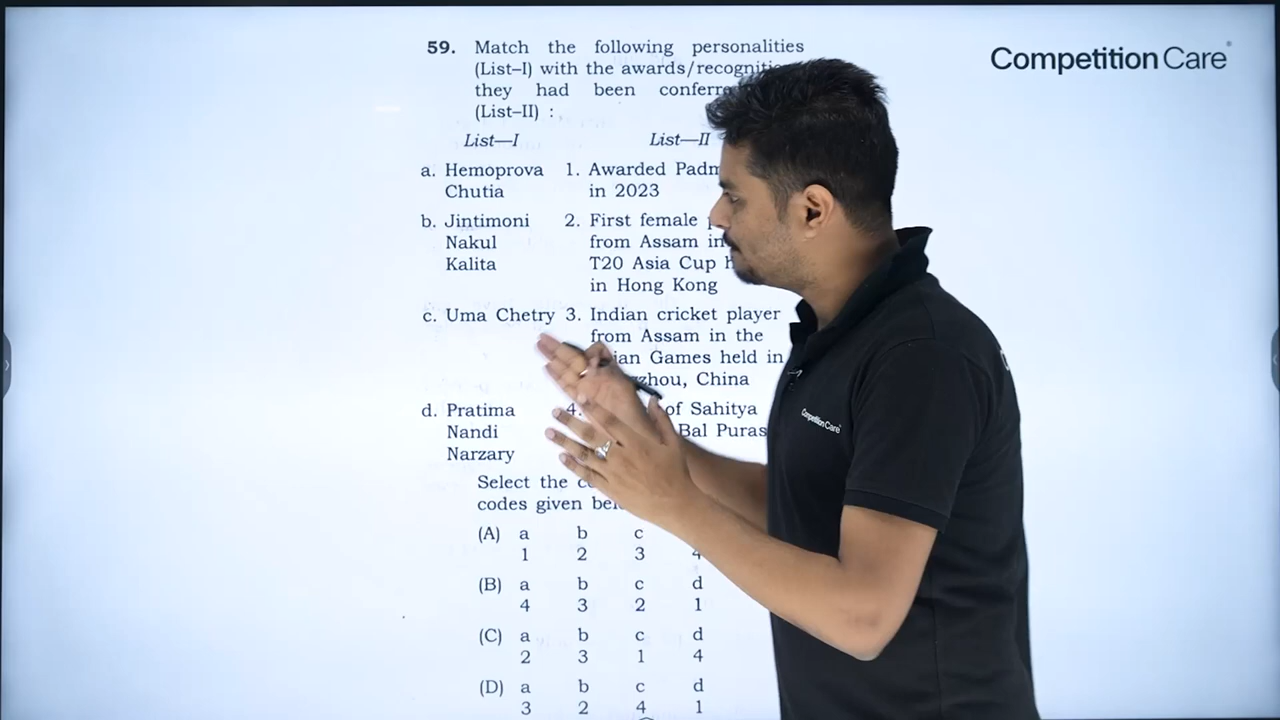 59. Match the following personalities
(List–I) with the awards/
they had been
(List–II) :
List—I List—II
a. Hemoprova 1. Awarded
Chutia in 2023
b. Jintimoni 2. First female
Nakul from Assam in
Kalita T20 Asia Cup
in Hong Kong
c. Uma Chetry 3. Indian cricket player
from Assam in the
Games held in
China
d. Pratima 4. of Sahitya
Nandi Bal
Narzary
Select the
codes given
(A) a b c
1 2 3 4
(B) a b c d
4 3 2 1
(C) a b c d
2 3 1 4
(D) a b c d
3 2 4 1
Competition Care
Competition Care